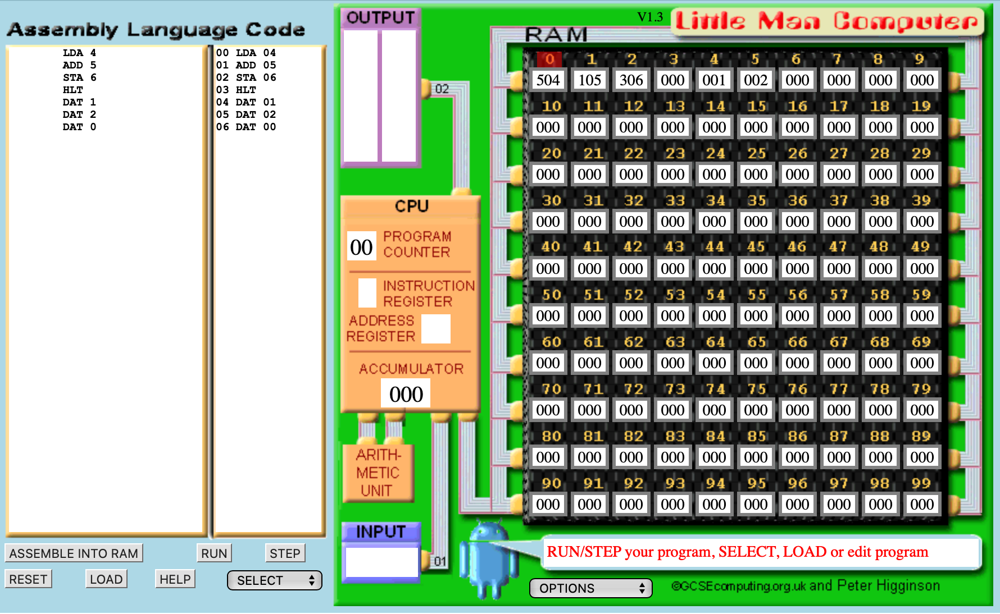 Assembly Language Code
LDA 4
ADD 5
STA 6
HLT
DAT 1
DAT 2
DAT 0
00 LDA 04
01 ADD 05
02 STA 06
03 HLT
04 DAT 01
05 DAT 02
06 DAT 00
ASSEMBLE INTO RAM
RUN
STEP
RESET
LOAD
HELP
SELECT
OUTPUT
02
CPU
00
PROGRAM
COUNTER
INSTRUCTION
REGISTER
ADDRESS
REGISTER
ACCUMULATOR
000
ARITH-
METIC
UNIT
INPUT
01
V1.3
Little Man Computer
RAM
0 1 2 3 4 5 6 7 8 9
504 105 306 000 001 002 000 000 000 000
10 11 12 13 14 15 16 17 18 19
000 000 000 000 000 000 000 000 000 000
20 21 22 23 24 25 26 27 28 29
000 000 000 000 000 000 000 000 000 000
30 31 32 33 34 35 36 37 38 39
000 000 000 000 000 000 000 000 000 000
40 41 42 43 44 45 46 47 48 49
000 000 000 000 000 000 000 000 000 000
50 51 52 53 54 55 56 57 58 59
000 000 000 000 000 000 000 000 000 000
60 61 62 63 64 65 66 67 68 69
000 000 000 000 000 000 000 000 000 000
70 71 72 73 74 75 76 77 78 79
000 000 000 000 000 000 000 000 000 000
80 81 82 83 84 85 86 87 88 89
000 000 000 000 000 000 000 000 000 000
90 91 92 93 94 95 96 97 98 99
000 000 000 000 000 000 000 000 000 000
RUN/STEP your program, SELECT, LOAD or edit program
OPTIONS
©GCSEcomputing.org.uk and Peter Higginson